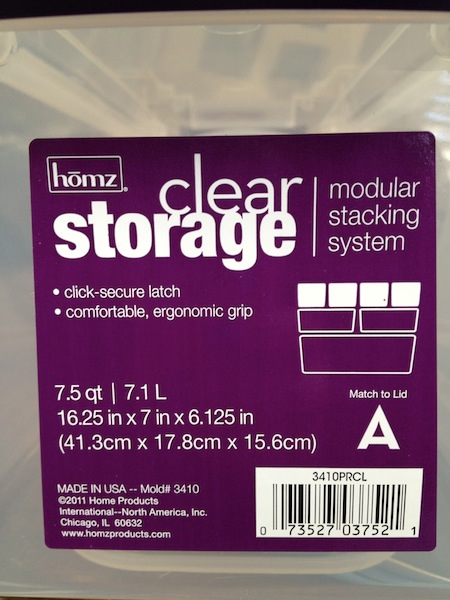 hōmz
clear
storage
modular
stacking
system
• click-secure latch
• comfortable, ergonomic grip
7.5 qt | 7.1 L
16.25 in x 7 in x 6.125 in
(41.3cm x 17.8cm x 15.6cm)
Match to Lid
A
MADE IN USA -- Mold# 3410
©2011 Home Products
International--North America, Inc.
Chicago, IL 60632
www.homzproducts.com
3410PRCL
0 73527 03752 1